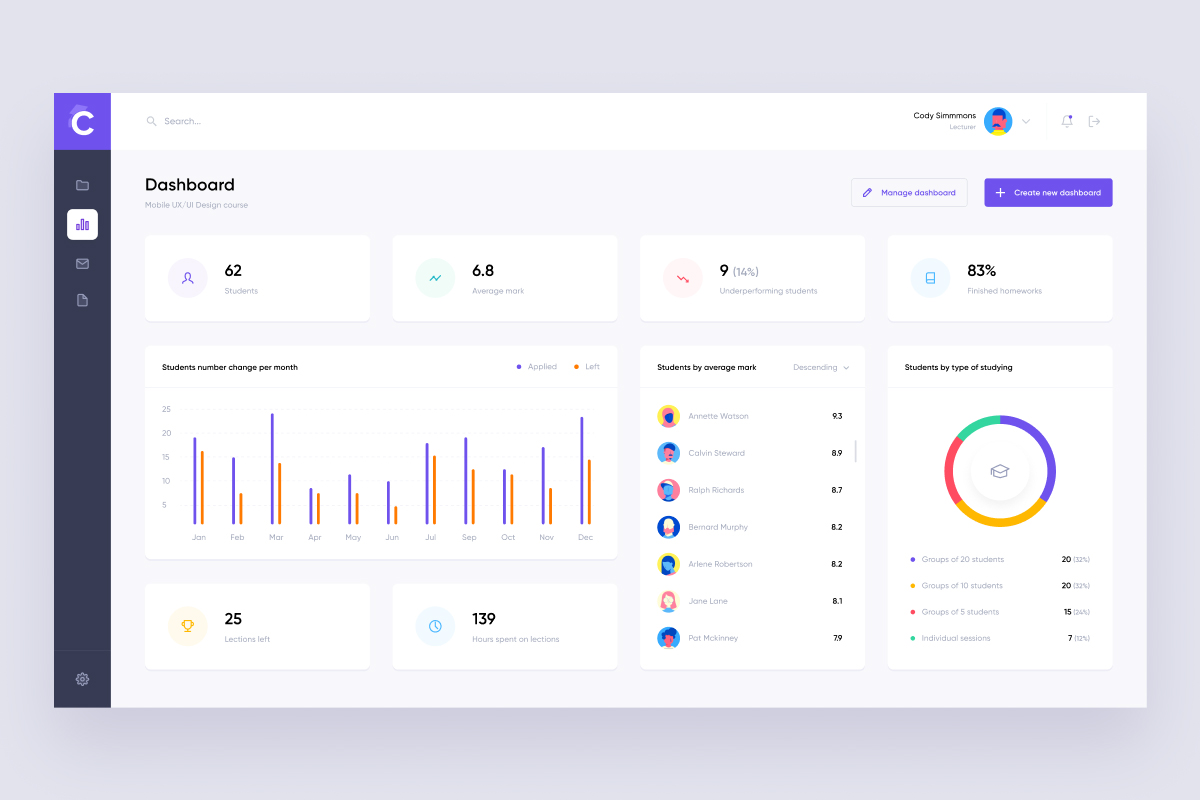 C
Search...
Cody Simmmons
Lecturer
Dashboard
Mobile UX/UI Design course
Manage dashboard
Create new dashboard
62
Students
6.8
Average mark
9 (14%)
Underperforming students
83%
Finished homeworks
Students number change per month
Applied
Left
25
20
15
10
5
Jan Feb Mar Apr May Jun Jul Sep Oct Nov Dec
Students by average mark
Descending
Annette Watson 9.3
Calvin Steward 8.9
Ralph Richards 8.7
Bernard Murphy 8.2
Arlene Robertson 8.2
Jane Lane 8.1
Pat Mckinney 7.9
Students by type of studying
Groups of 20 students 20 (32%)
Groups of 10 students 20 (32%)
Groups of 5 students 15 (24%)
Individual sessions 7 (12%)
25
Lections left
139
Hours spent on lections